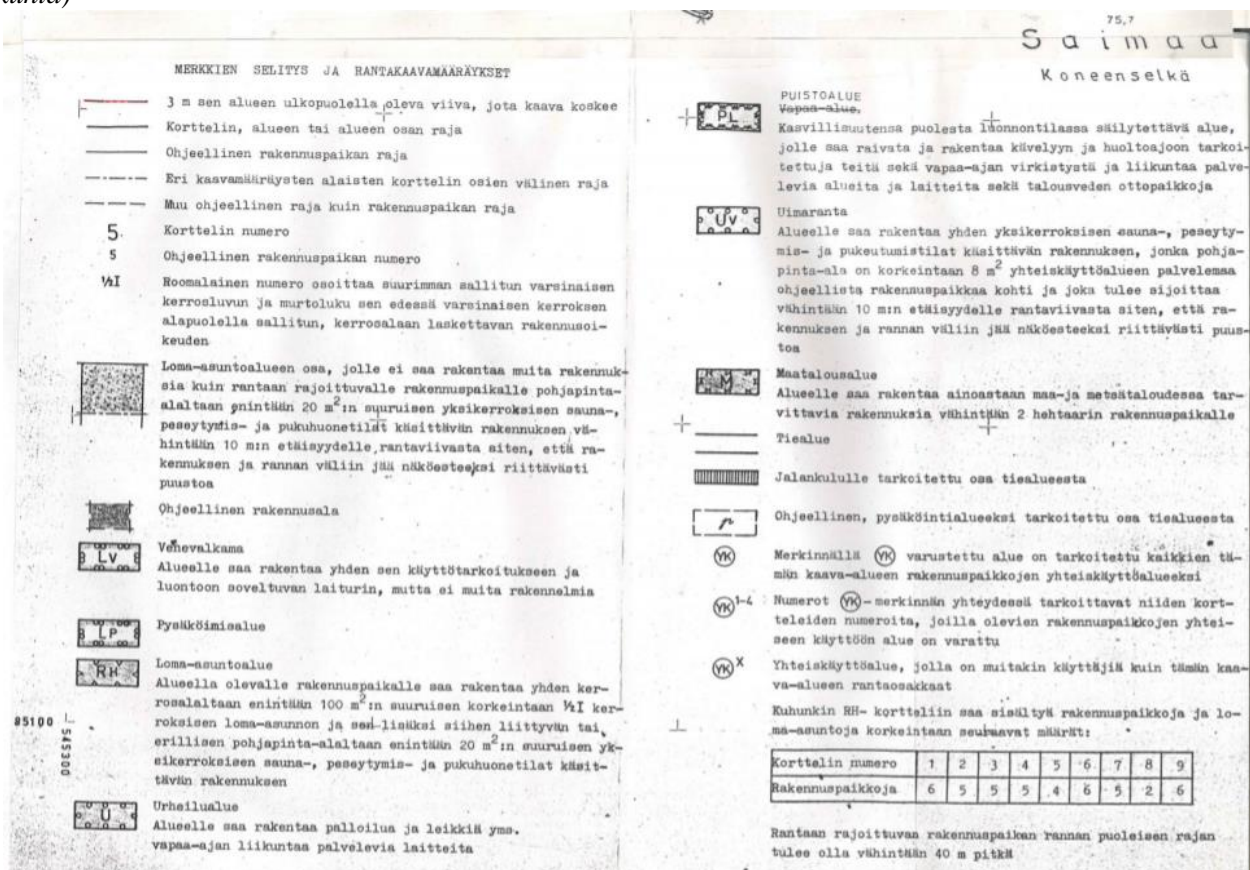 75,7
Saimaa
Koneenselkä
MERKKIEN SELITYS JA RANTAKAAVAMÄÄRÄYKSET
3 m sen alueen ulkopuolella oleva viiva, jota kaava koskee
Korttelin, alueen tai alueen osan raja
Ohjeellinen rakennuspaikan raja
Eri kaavamääräysten alaisten korttelin osien välinen raja
Muu ohjeellinen raja kuin rakennuspaikan raja
5. Korttelin numero
5 Ohjeellinen rakennuspaikan numero
½I Roomalainen numero osoittaa suurimman sallitun varsinaisen
kerrosluvun ja murtoluku sen edessä varsinaisen kerroksen
alapuolella sallitun, kerrosalaan laskettavan rakennusoi-
keuden
Loma-asuntoalueen osa, jolle ei saa rakentaa muita rakennuk-
sia kuin rantaan rajoittuvalle rakennuspaikalle pohjapinta-
alaltaan enintään 20 m²:n suuruisen yksikerroksisen sauna-,
peseytymis- ja pukuhuonetilat käsittävän rakennuksen vä-
hintään 10 m:n etäisyydelle rantaviivasta siten, että ra-
kennuksen ja rannan väliin jää näköesteeksi riittävästi
puustoa
Ohjeellinen rakennusala
LV Venevalkama
Alueelle saa rakentaa yhden sen käyttötarkoitukseen ja
luontoon soveltuvan laiturin, mutta ei muita rakennelmia
LP Pysäköimisalue
RH Loma-asuntoalue
Alueella olevalle rakennuspaikalle saa rakentaa yhden ker-
rosalaltaan enintään 100 m²:n suuruisen korkeintaan ½I ker-
roksisen loma-asunnon ja sen lisäksi siihen liittyvän tai
erillisen pohjapinta-alaltaan enintään 20 m²:n suuruisen yk-
sikerroksisen sauna-, peseytymis- ja pukuhuonetilat käsit-
tävän rakennuksen
85100
545300
U Urheilualue
Alueelle saa rakentaa palloilua ja leikkiä yms.
vapaa-ajan liikuntaa palvelevia laitteita
PUISTOALUE
PL Vapaa-alue.
Kasvillisuutensa puolesta luonnontilassa säilytettävä alue,
jolle saa raivata ja rakentaa kävelyyn ja huoltoajoon tarkoi-
tettuja teitä sekä vapaa-ajan virkistystä ja liikuntaa palve-
levia alueita ja laitteita sekä talousveden ottopaikkoja
UV Uimaranta
Alueelle saa rakentaa yhden yksikerroksisen sauna-, peseyty-
mis- ja pukeutumistilat käsittävän rakennuksen, jonka pohja-
pinta-ala on korkeintaan 8 m² yhteiskäyttöalueen palvelemaa
ohjeellista rakennuspaikkaa kohti ja joka tulee sijoittaa
vähintään 10 m:n etäisyydelle rantaviivasta siten, että ra-
kennuksen ja rannan väliin jää näköesteeksi riittävästi puus-
toa
M Maatalousalue
Alueelle saa rakentaa ainoastaan maa-ja metsätaloudessa tar-
vittavia rakennuksia vähintään 2 hehtaarin rakennuspaikalle
Tiealue
Jalankululle tarkoitettu osa tiealueesta
P Ohjeellinen, pysäköintialueeksi tarkoitettu osa tiealueesta
YK Merkinnällä YK varustettu alue on tarkoitettu kaikkien tä-
män kaava-alueen rakennuspaikkojen yhteiskäyttöalueeksi
YK 1-4 Numerot YK-merkinnän yhteydessä tarkoittavat niiden kort-
teleiden numeroita, joilla olevien rakennuspaikkojen yhtei-
seen käyttöön alue on varattu
YK X Yhteiskäyttöalue, jolla on muitakin käyttäjiä kuin tämän kaa-
va-alueen rantaosakkaat
Kuhunkin RH- kortteliin saa sisältyä rakennuspaikkoja ja lo-
ma-asuntoja korkeintaan seuraavat määrät:
Korttelin numero 1 2 3 4 5 6 7 8 9
Rakennuspaikkoja 6 5 5 5 4 6 5 2 6
Rantaan rajoittuvan rakennuspaikan rannan puoleisen rajan
tulee olla vähintään 40 m pitkä